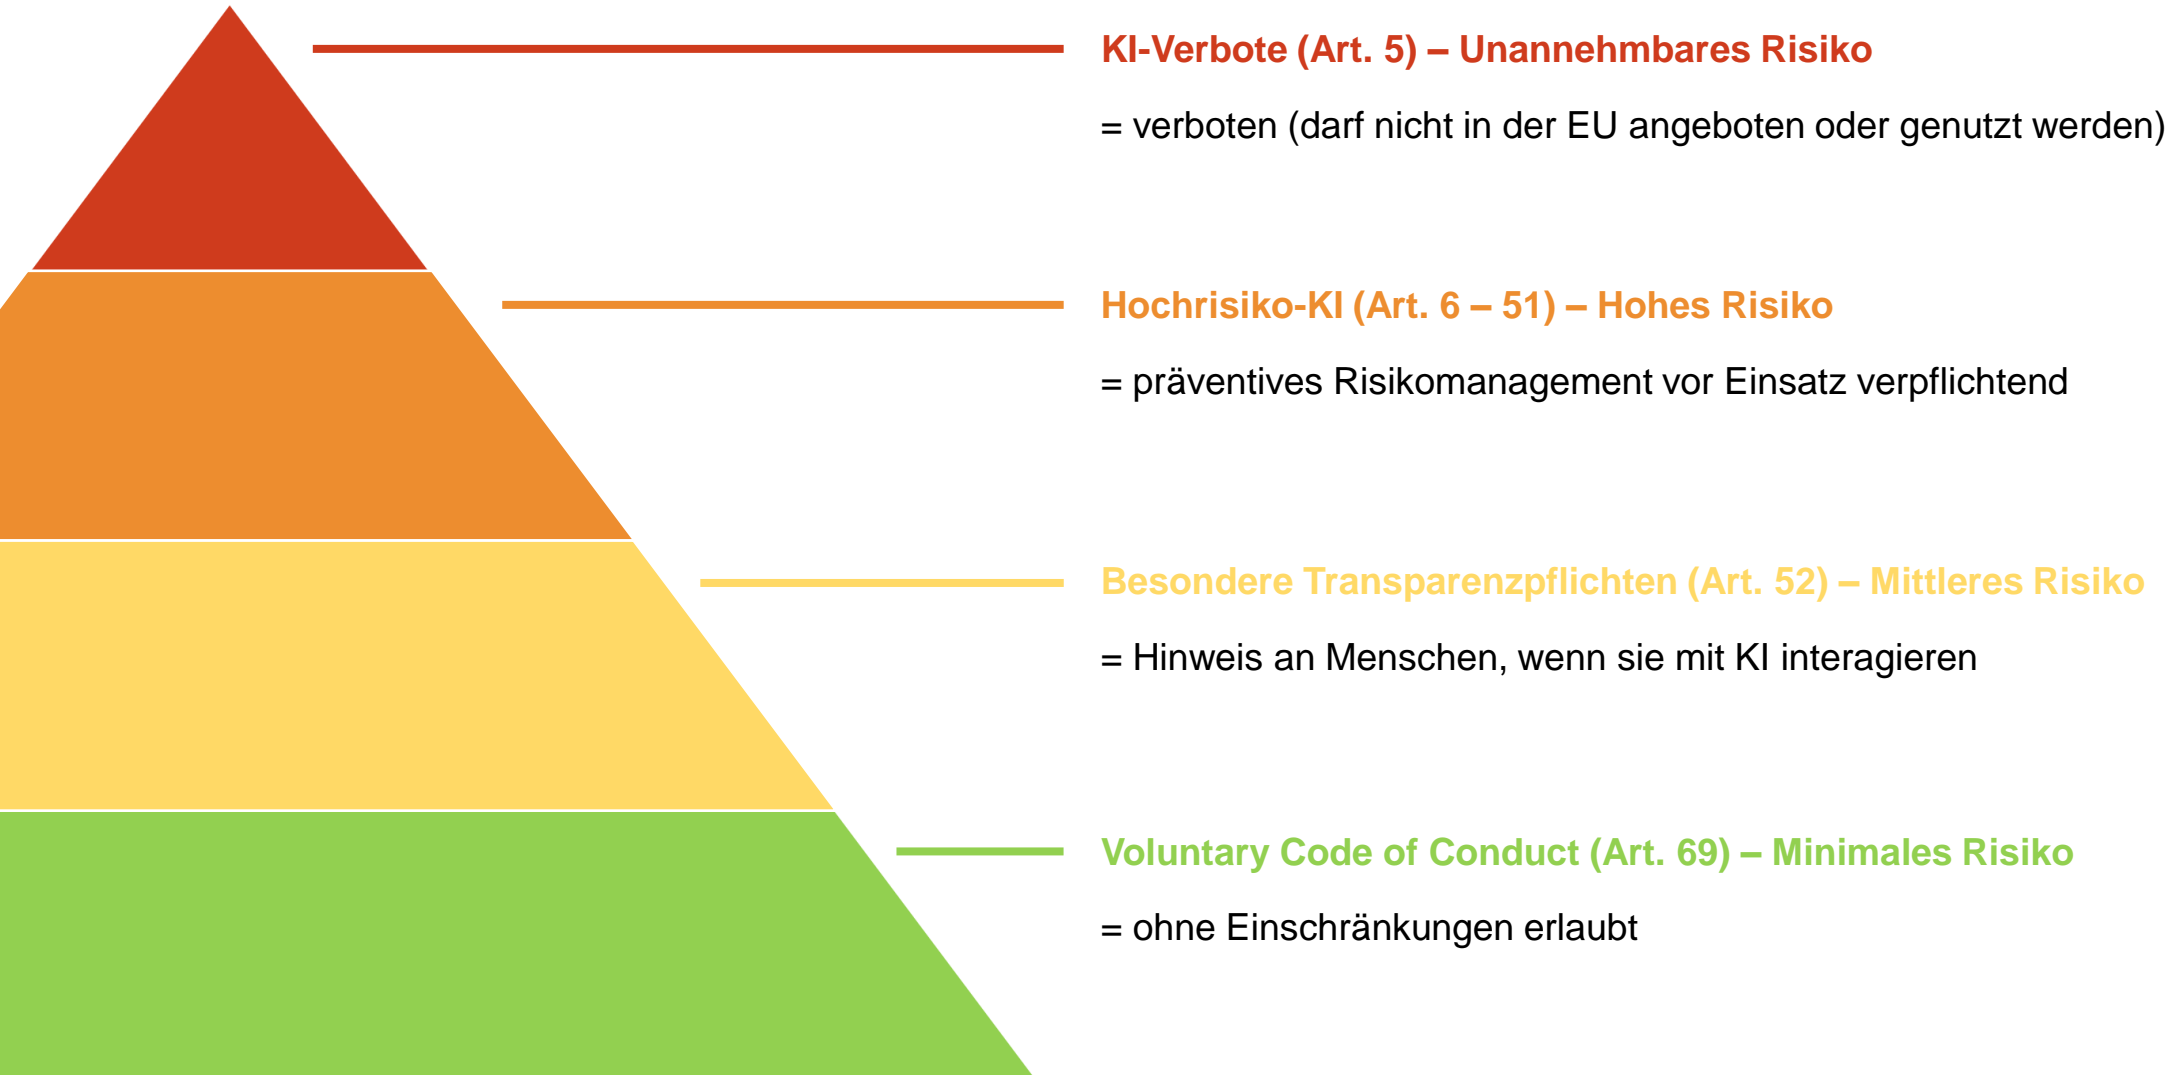 KI-Verbote (Art. 5) – Unannehmbares Risiko
= verboten (darf nicht in der EU angeboten oder genutzt werden)
Hochrisiko-KI (Art. 6 – 51) – Hohes Risiko
= präventives Risikomanagement vor Einsatz verpflichtend
Besondere Transparenzpflichten (Art. 52) – Mittleres Risiko
= Hinweis an Menschen, wenn sie mit KI interagieren
Voluntary Code of Conduct (Art. 69) – Minimales Risiko
= ohne Einschränkungen erlaubt